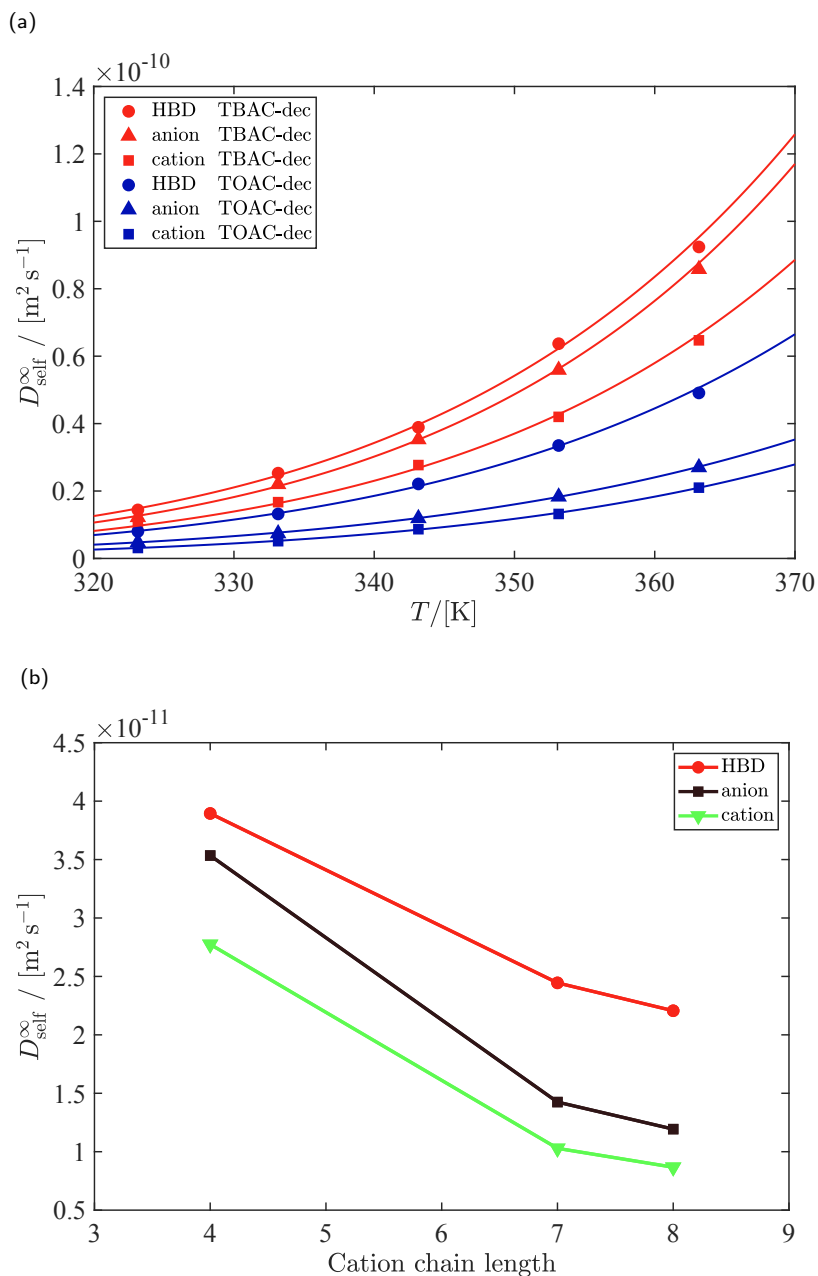 (a)
×10⁻¹⁰
1.4
1.2
1
0.8
0.6
0.4
0.2
0
HBD TBAC-dec
anion TBAC-dec
cation TBAC-dec
HBD TOAC-dec
anion TOAC-dec
cation TOAC-dec
D∞self / [m² s⁻¹]
320 330 340 350 360 370
T/[K]
(b)
×10⁻¹¹
4.5
4
3.5
3
2.5
2
1.5
1
0.5
HBD
anion
cation
D∞self / [m² s⁻¹]
3 4 5 6 7 8 9
Cation chain length